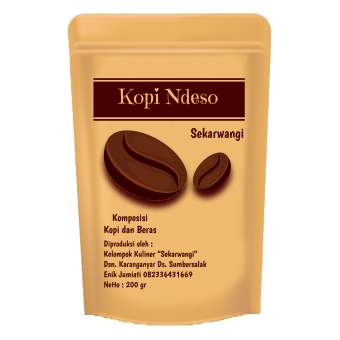 Kopi Ndeso
Sekarwangi
Komposisi
Kopi dan Beras
Diproduksi oleh :
Kelompok Kuliner "Sekarwangi"
Dsn. Karanganyar Ds. Sumbersalak
Enik Jumiati 082336431669
Netto : 200 gr